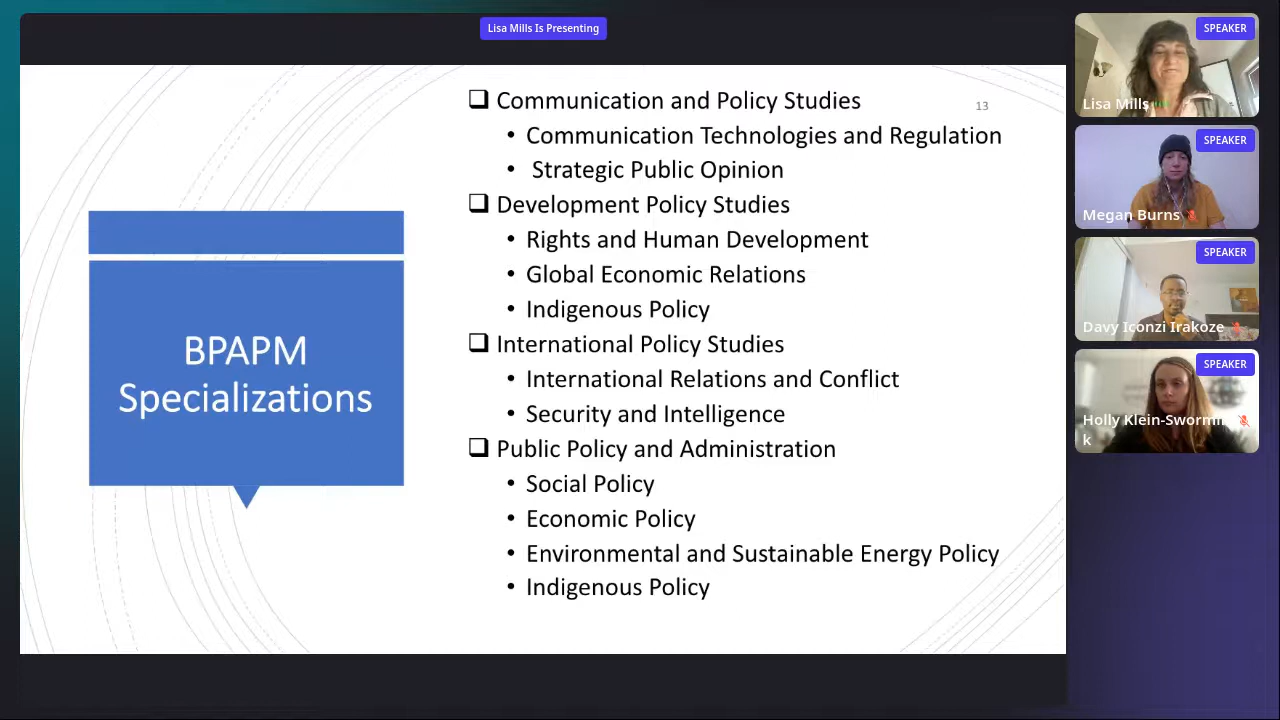 Lisa Mills Is Presenting
13
BPAPM
Specializations
❑ Communication and Policy Studies
• Communication Technologies and Regulation
• Strategic Public Opinion
❑ Development Policy Studies
• Rights and Human Development
• Global Economic Relations
• Indigenous Policy
❑ International Policy Studies
• International Relations and Conflict
• Security and Intelligence
❑ Public Policy and Administration
• Social Policy
• Economic Policy
• Environmental and Sustainable Energy Policy
• Indigenous Policy
SPEAKER
Lisa Mills
SPEAKER
Megan Burns
SPEAKER
Davy Iconzi Irakoze
SPEAKER
Holly Klein-Swormin
k